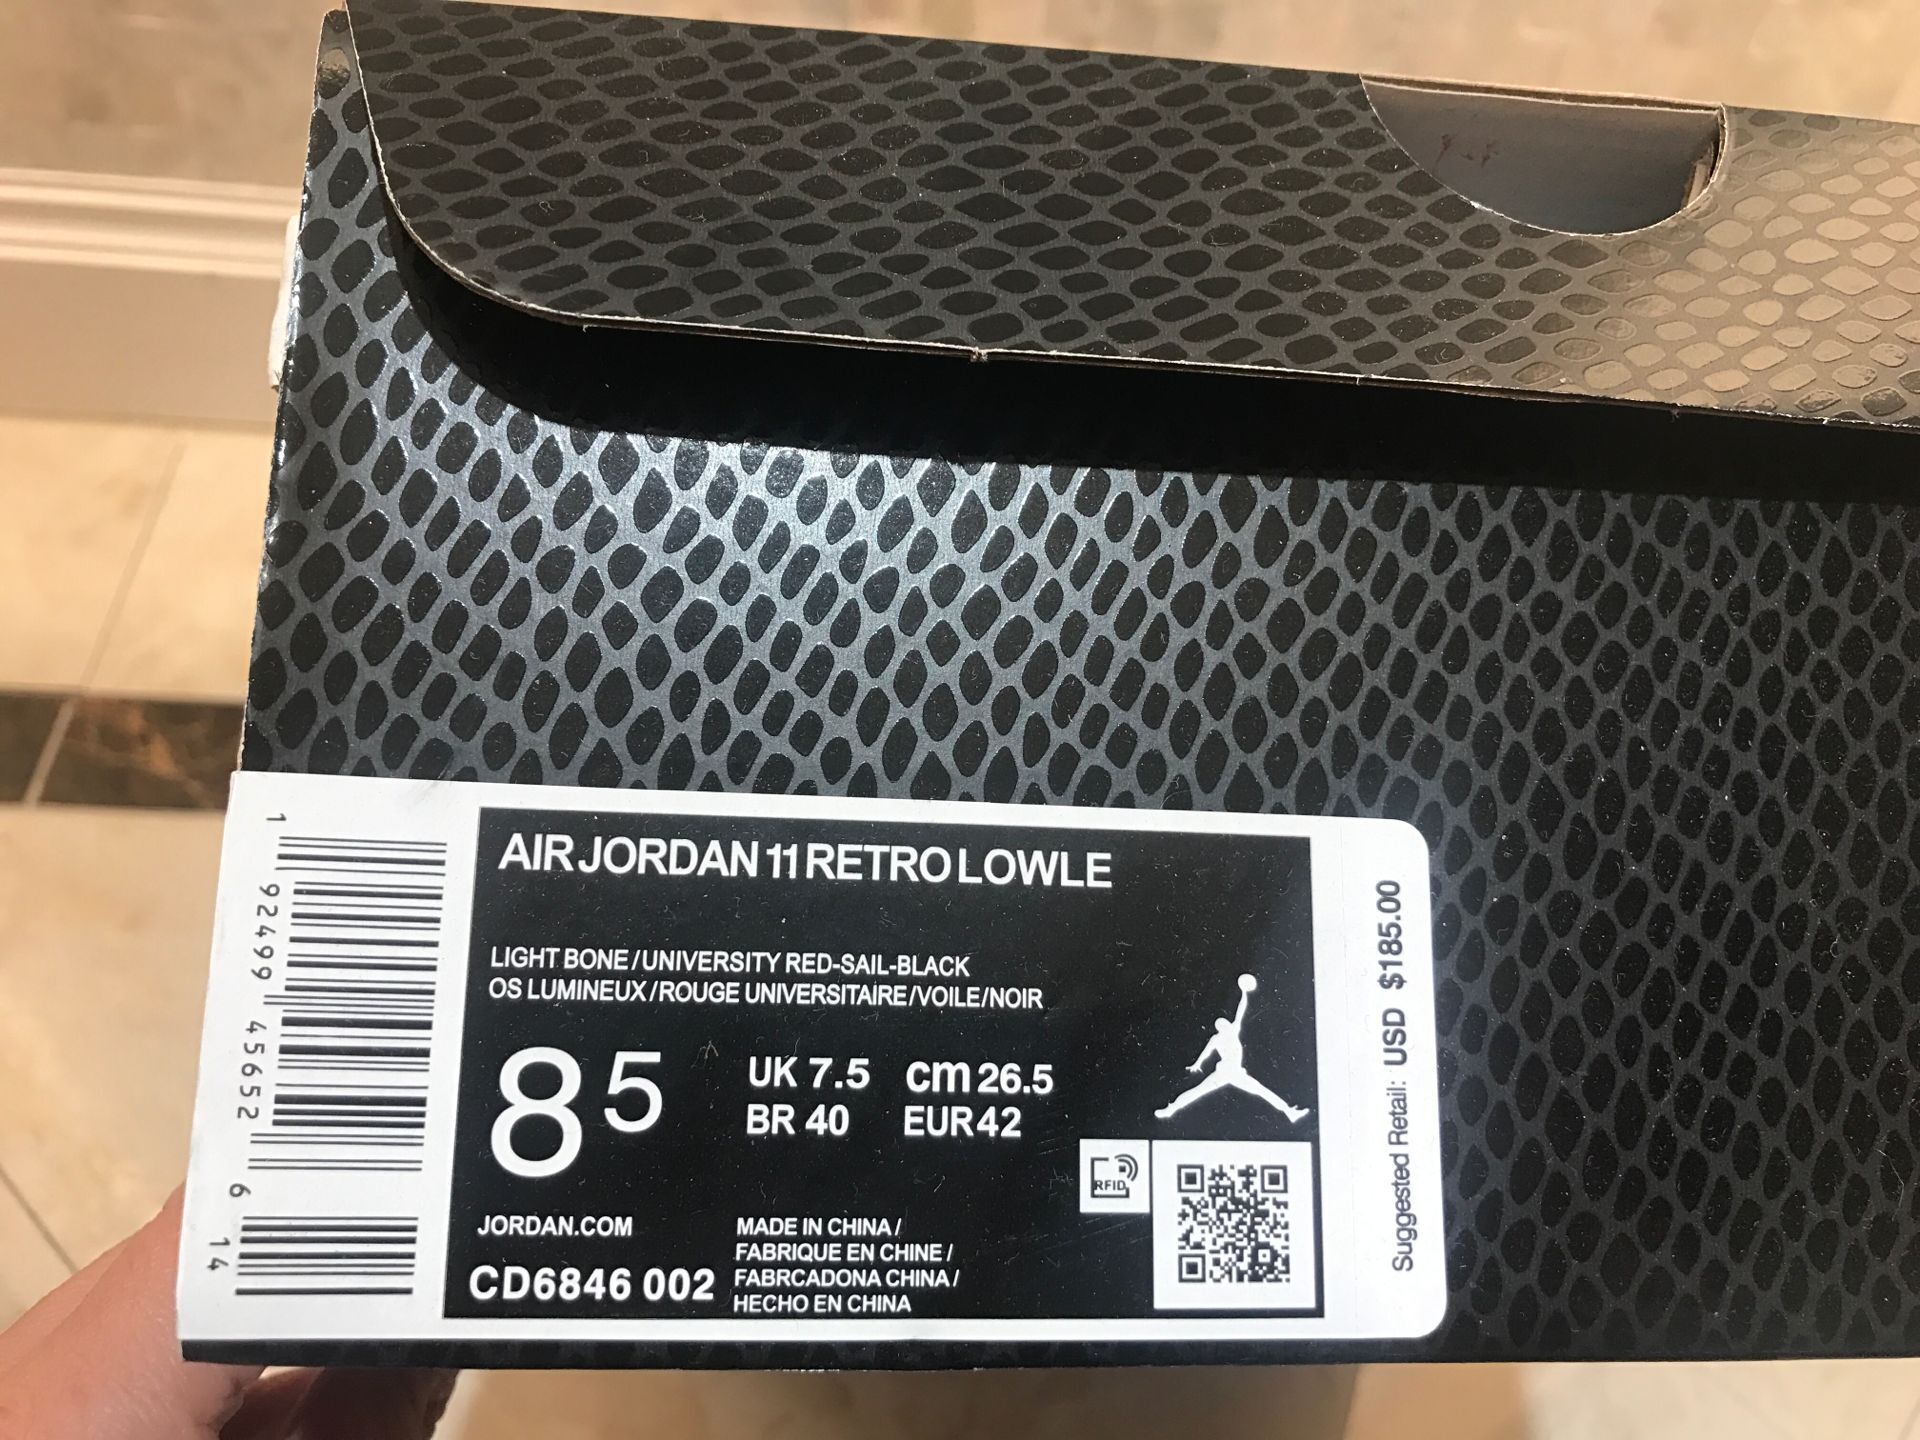 AIR JORDAN 11 RETRO LOW LE
LIGHT BONE/UNIVERSITY RED-SAIL-BLACK
OS LUMINEUX/ROUGE UNIVERSITAIRE/VOILE/NOIR
8 5
UK 7.5 cm 26.5
BR 40 EUR 42
RFID
JORDAN.COM
CD6846 002
MADE IN CHINA /
FABRIQUE EN CHINE /
FABRCADONA CHINA /
HECHO EN CHINA
1 92499 45652 6 14
Suggested Retail: USD $185.00